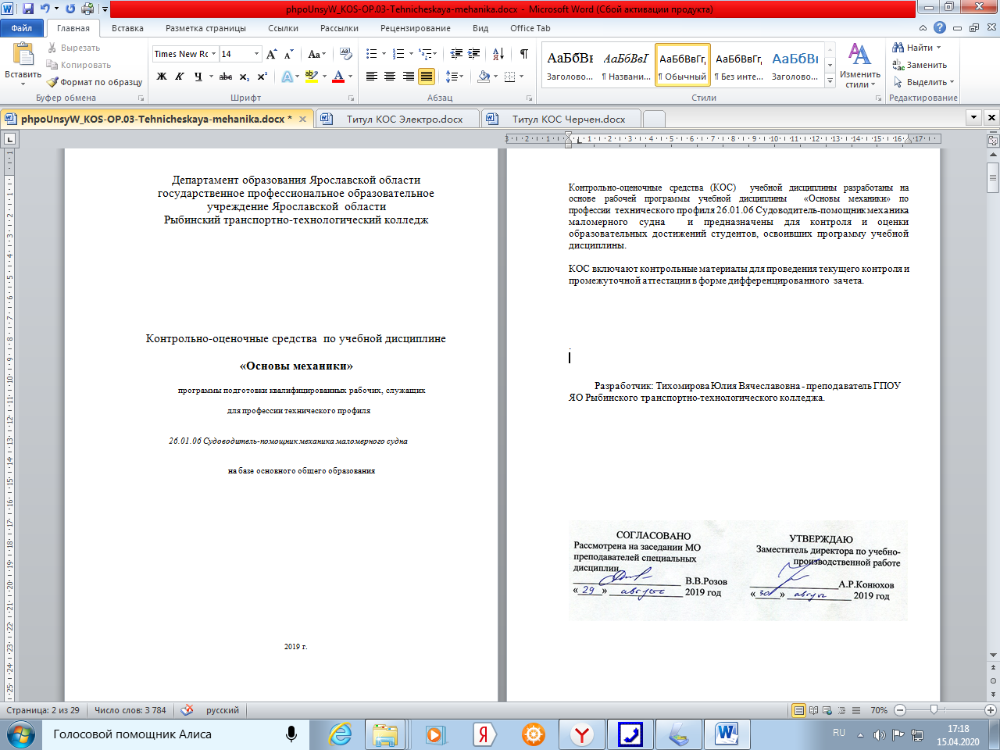 phpoUnsyW_KOS-OP.03-Tehnicheskaya-mehanika.docx - Microsoft Word (Сбой активации продукта)
Файл Главная Вставка Разметка страницы Ссылки Рассылки Рецензирование Вид Office Tab
Вставить
Вырезать
Копировать
Формат по образцу
Буфер обмена
Times New Rc 14
Ж К Ч abc x₂ x²
Шрифт
Абзац
АаБбВв АаБбВвГ АаБбВвГг, АаБбВвГг, АаБбВв
Заголово... ¶ Названи... ¶ Обычный ¶ Без инте... Заголово...
Стили
Изменить стили
Найти
Заменить
Выделить
Редактирование
phpoUnsyW_KOS-OP.03-Tehnicheskaya-mehanika.docx * Титул КОС Электро.docx Титул КОС Черчен.docx
Департамент образования Ярославской области
государственное профессиональное образовательное
учреждение Ярославской области
Рыбинский транспортно-технологический колледж
Контрольно-оценочные средства по учебной дисциплине
«Основы механики»
программы подготовки квалифицированных рабочих, служащих
для профессии технического профиля
26.01.06 Судоводитель-помощник механика маломерного судна
на базе основного общего образования
2019 г.
Контрольно-оценочные средства (КОС) учебной дисциплины разработаны на
основе рабочей программы учебной дисциплины «Основы механики» по
профессии технического профиля 26.01.06 Судоводитель-помощник механика
маломерного судна и предназначены для контроля и оценки
образовательных достижений студентов, освоивших программу учебной
дисциплины.
КОС включают контрольные материалы для проведения текущего контроля и
промежуточной аттестации в форме дифференцированного зачета.
.
Разработчик: Тихомирова Юлия Вячеславовна - преподаватель ГПОУ
ЯО Рыбинского транспортно-технологического колледжа.
СОГЛАСОВАНО
Рассмотрена на заседании МО
преподавателей специальных
дисциплин
В.В.Розов
«29» август 2019 год
УТВЕРЖДАЮ
Заместитель директора по учебно-
производственной работе
А.Р.Конюхов
«30» август 2019 год
Страница: 2 из 29 Число слов: 3 784 русский 70%
Голосовой помощник Алиса
RU
17:18
15.04.2020